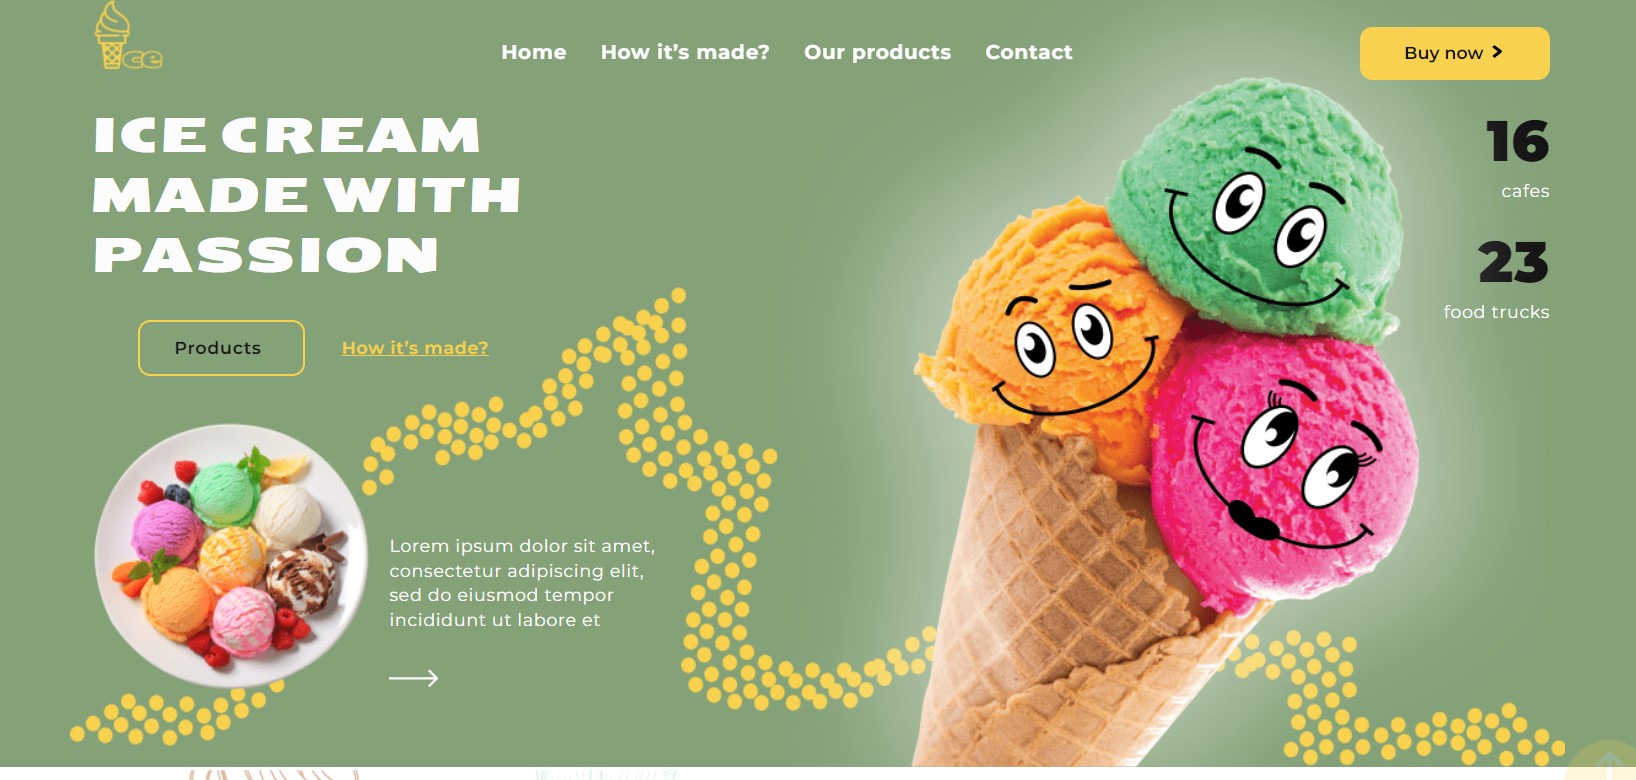 ce
Home How it's made? Our products Contact
Buy now
ICE CREAM
MADE WITH
PASSION
16
cafes
23
food trucks
Products How it's made?
Lorem ipsum dolor sit amet,
consectetur adipiscing elit,
sed do eiusmod tempor
incididunt ut labore et